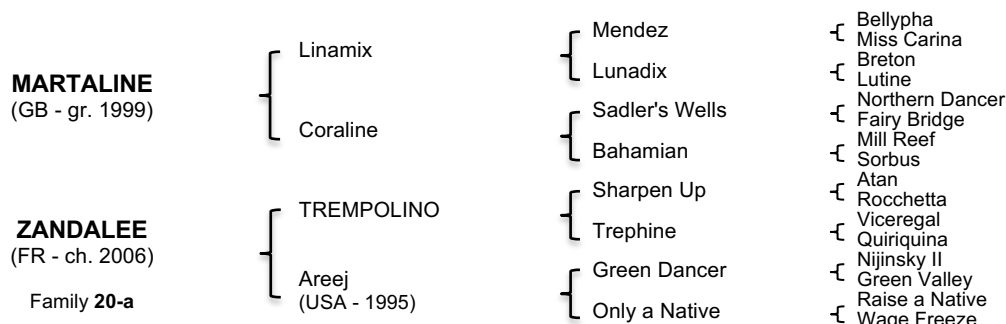 MARTALINE
(GB - gr. 1999)
Linamix
Coraline
Mendez
Lunadix
Sadler's Wells
Bahamian
Bellypha
Miss Carina
Breton
Lutine
Northern Dancer
Fairy Bridge
Mill Reef
Sorbus
ZANDALEE
(FR - ch. 2006)
Family 20-a
TREMPOLINO
Areej
(USA - 1995)
Sharpen Up
Trephine
Green Dancer
Only a Native
Atan
Rocchetta
Viceregal
Quiriquina
Nijinsky II
Green Valley
Raise a Native
Wage Freeze